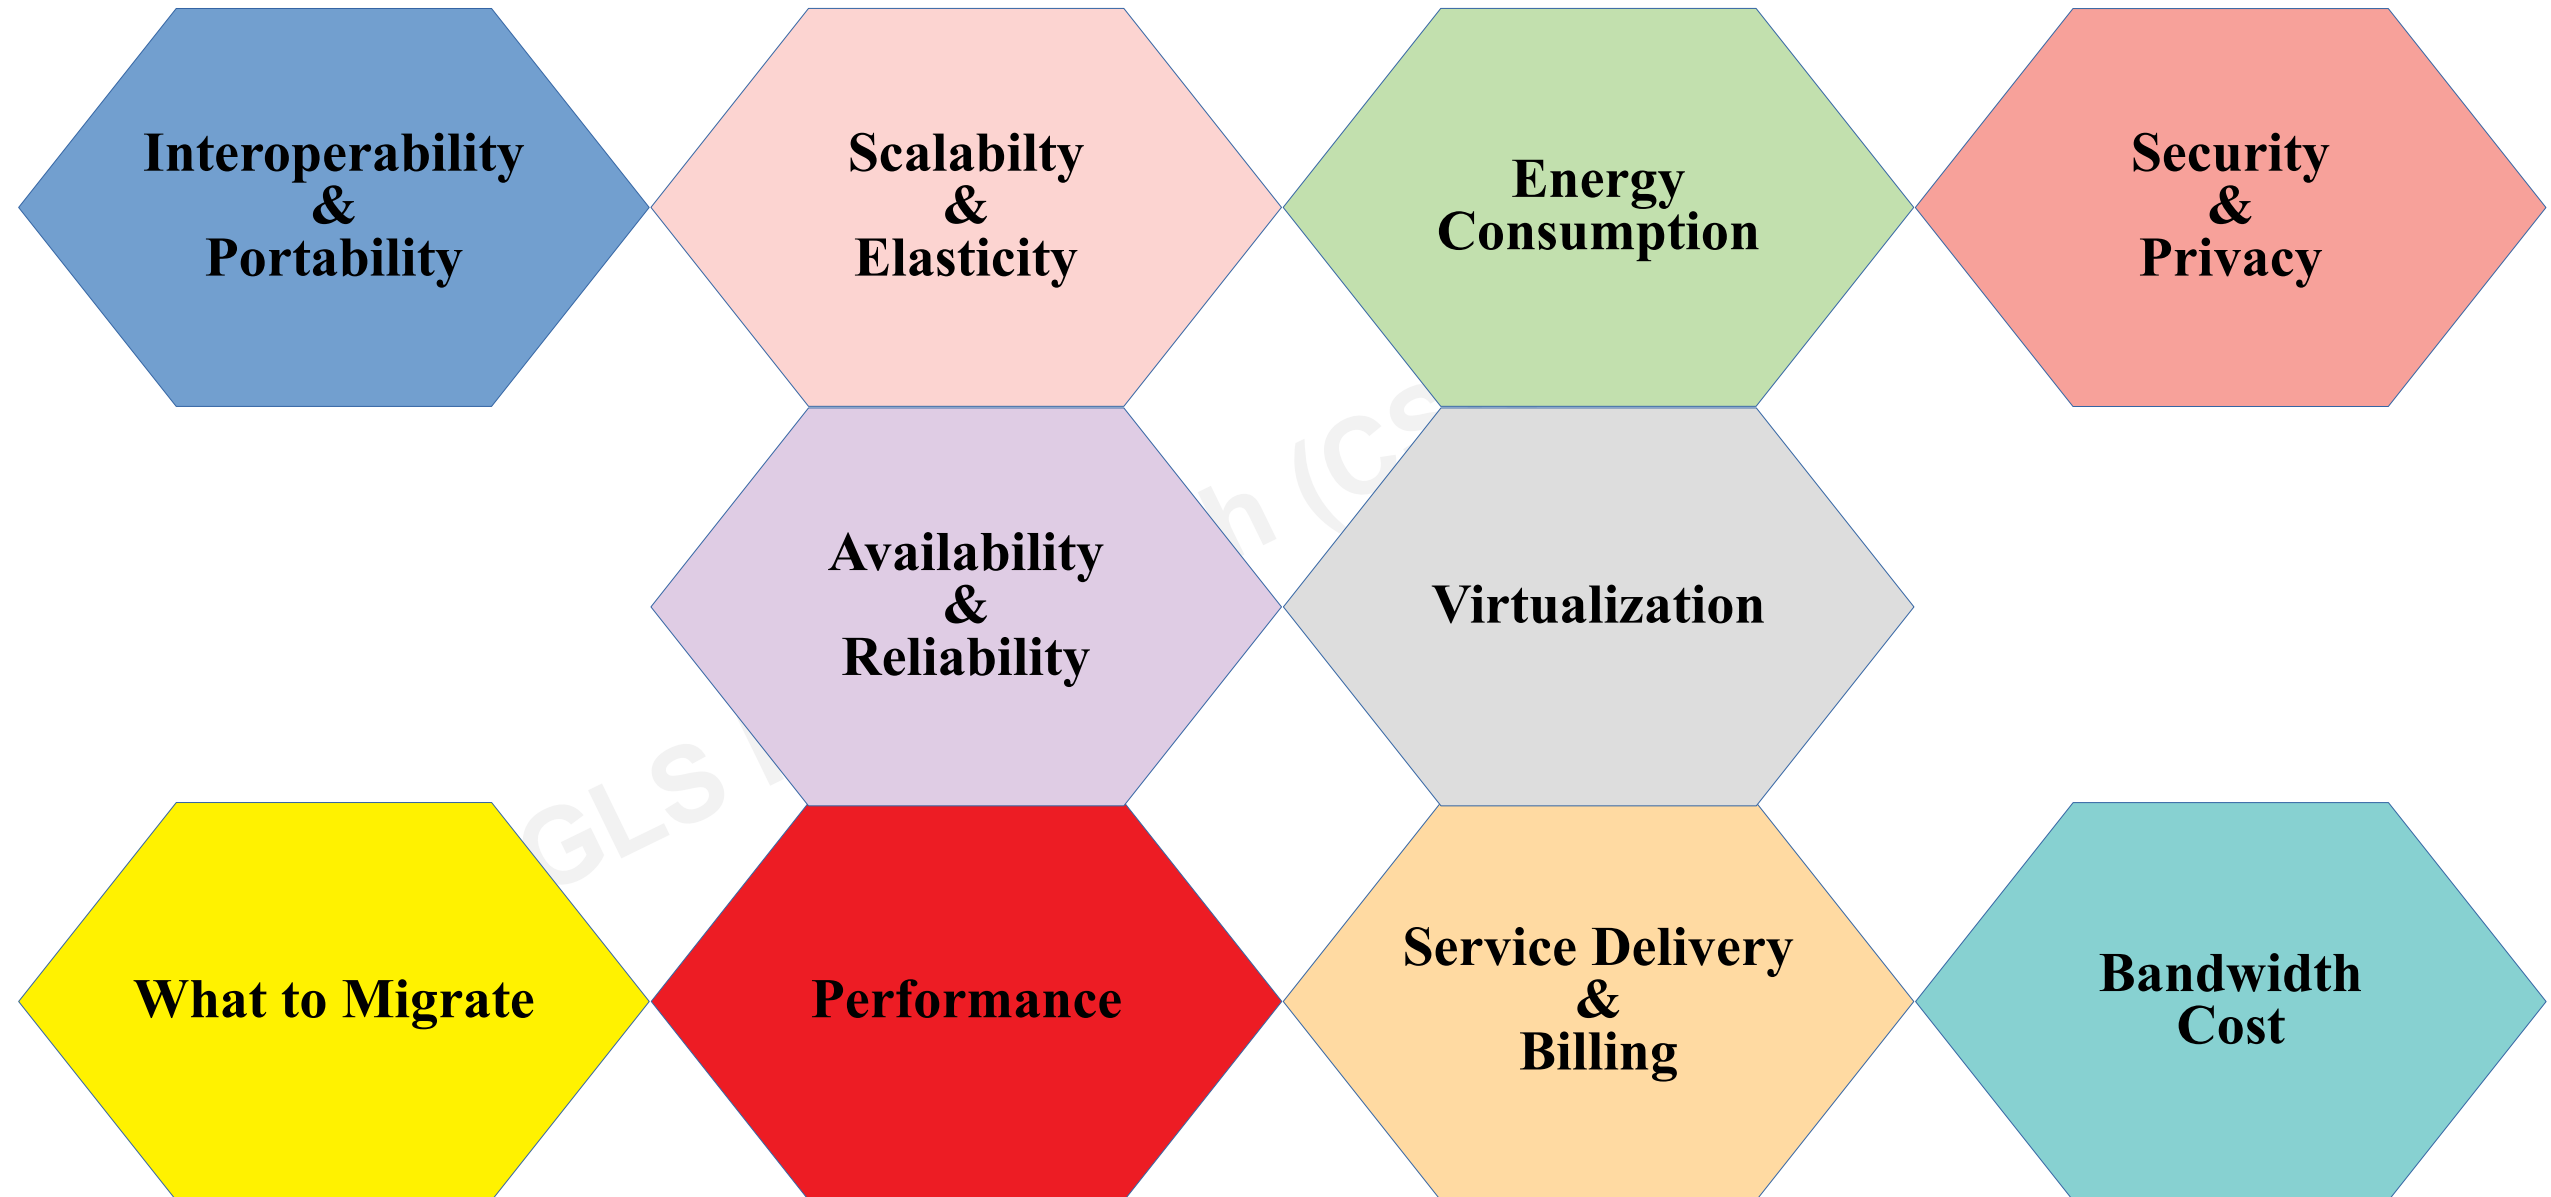 Interoperability
&
Portability
Scalabilty
&
Elasticity
Energy
Consumption
Security
&
Privacy
Availability
&
Reliability
Virtualization
What to Migrate
Performance
Service Delivery
&
Billing
Bandwidth
Cost
GLS